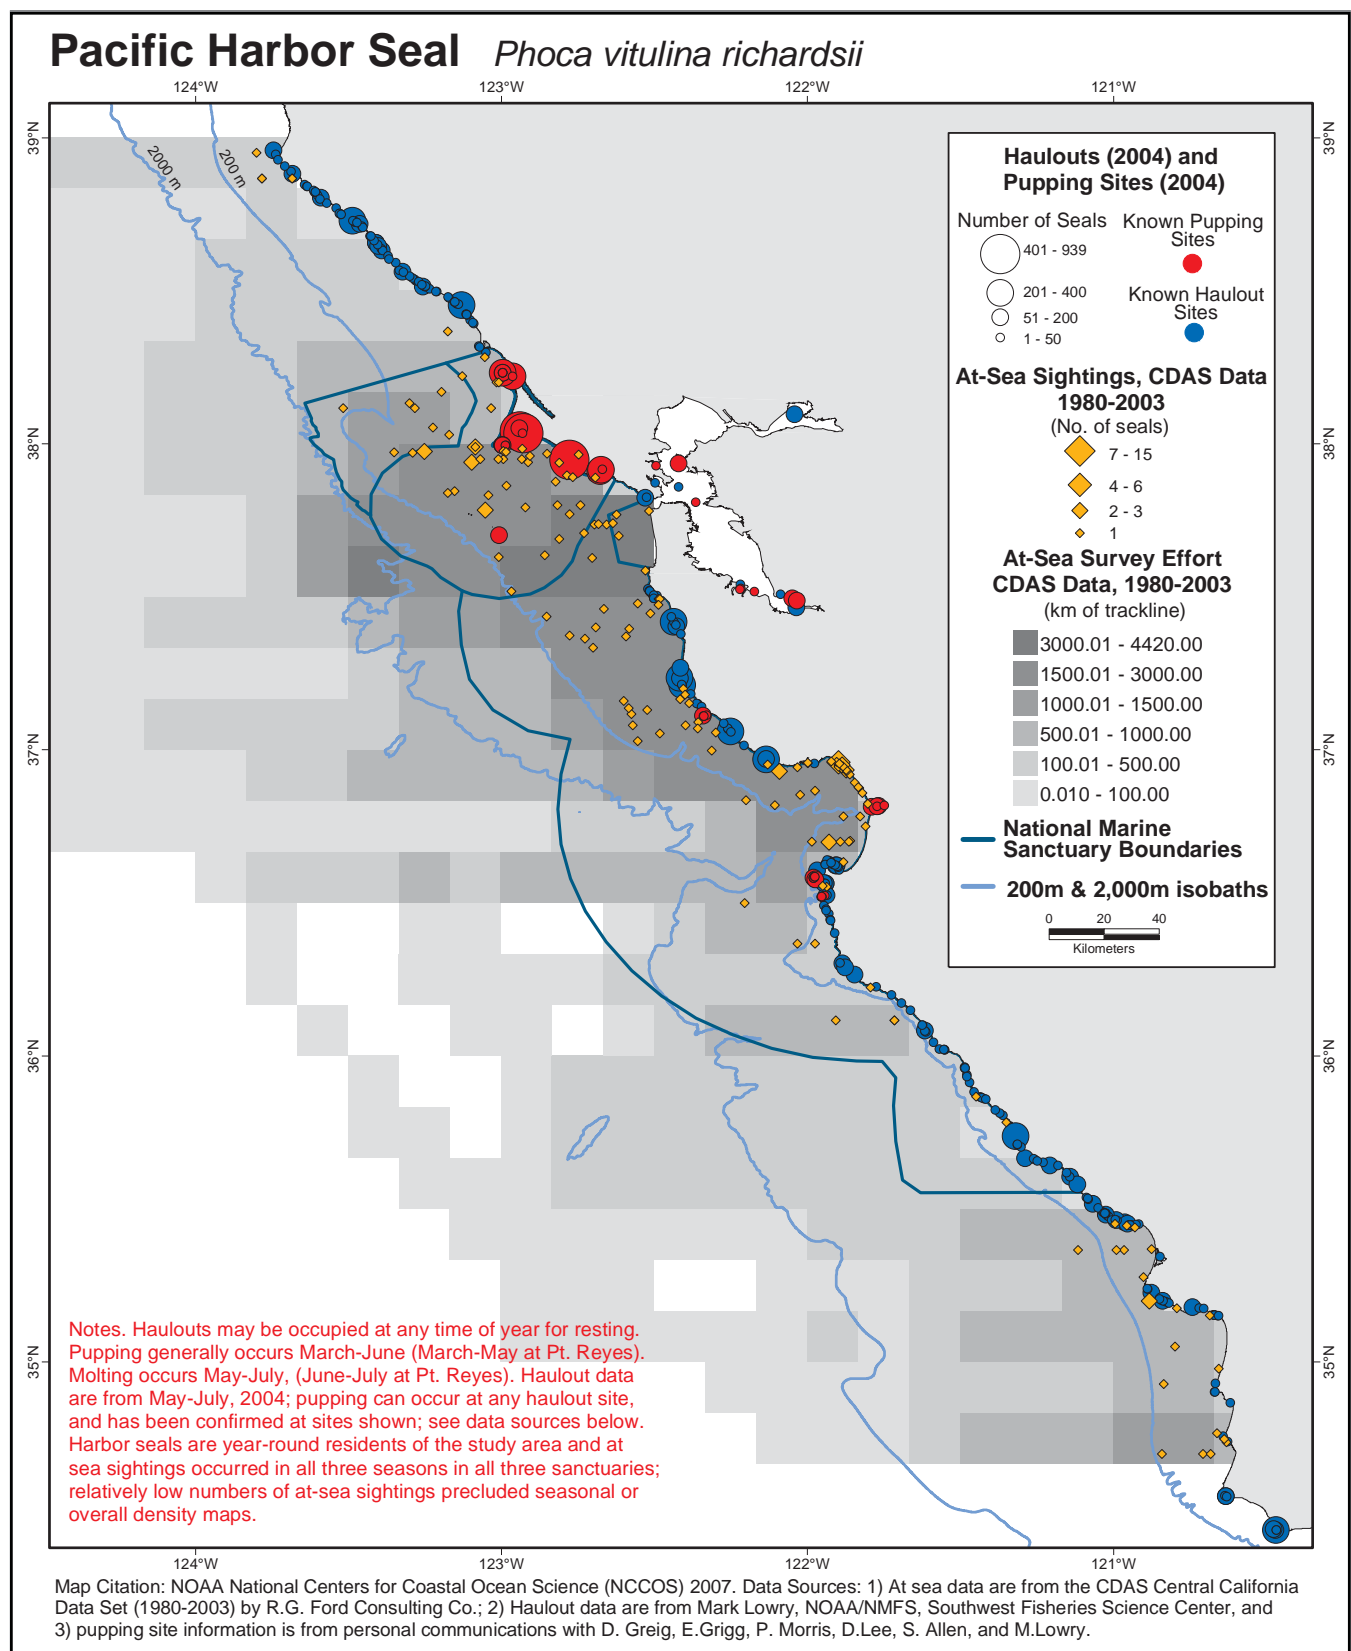 Pacific Harbor Seal Phoca vitulina richardsii
124°W 123°W 122°W 121°W
39°N 39°N
38°N 38°N
37°N 37°N
36°N 36°N
35°N 35°N
2000 m
200 m
Haulouts (2004) and
Pupping Sites (2004)
Number of Seals
401 - 939
201 - 400
51 - 200
1 - 50
Known Pupping
Sites
Known Haulout
Sites
At-Sea Sightings, CDAS Data
1980-2003
(No. of seals)
7 - 15
4 - 6
2 - 3
1
At-Sea Survey Effort
CDAS Data, 1980-2003
(km of trackline)
3000.01 - 4420.00
1500.01 - 3000.00
1000.01 - 1500.00
500.01 - 1000.00
100.01 - 500.00
0.010 - 100.00
National Marine
Sanctuary Boundaries
200m & 2,000m isobaths
0 20 40
Kilometers
Notes. Haulouts may be occupied at any time of year for resting.
Pupping generally occurs March-June (March-May at Pt. Reyes).
Molting occurs May-July, (June-July at Pt. Reyes). Haulout data
are from May-July, 2004; pupping can occur at any haulout site,
and has been confirmed at sites shown; see data sources below.
Harbor seals are year-round residents of the study area and at
sea sightings occurred in all three seasons in all three sanctuaries;
relatively low numbers of at-sea sightings precluded seasonal or
overall density maps.
124°W 123°W 122°W 121°W
Map Citation: NOAA National Centers for Coastal Ocean Science (NCCOS) 2007. Data Sources: 1) At sea data are from the CDAS Central California
Data Set (1980-2003) by R.G. Ford Consulting Co.; 2) Haulout data are from Mark Lowry, NOAA/NMFS, Southwest Fisheries Science Center, and
3) pupping site information is from personal communications with D. Greig, E.Grigg, P. Morris, D.Lee, S. Allen, and M.Lowry.